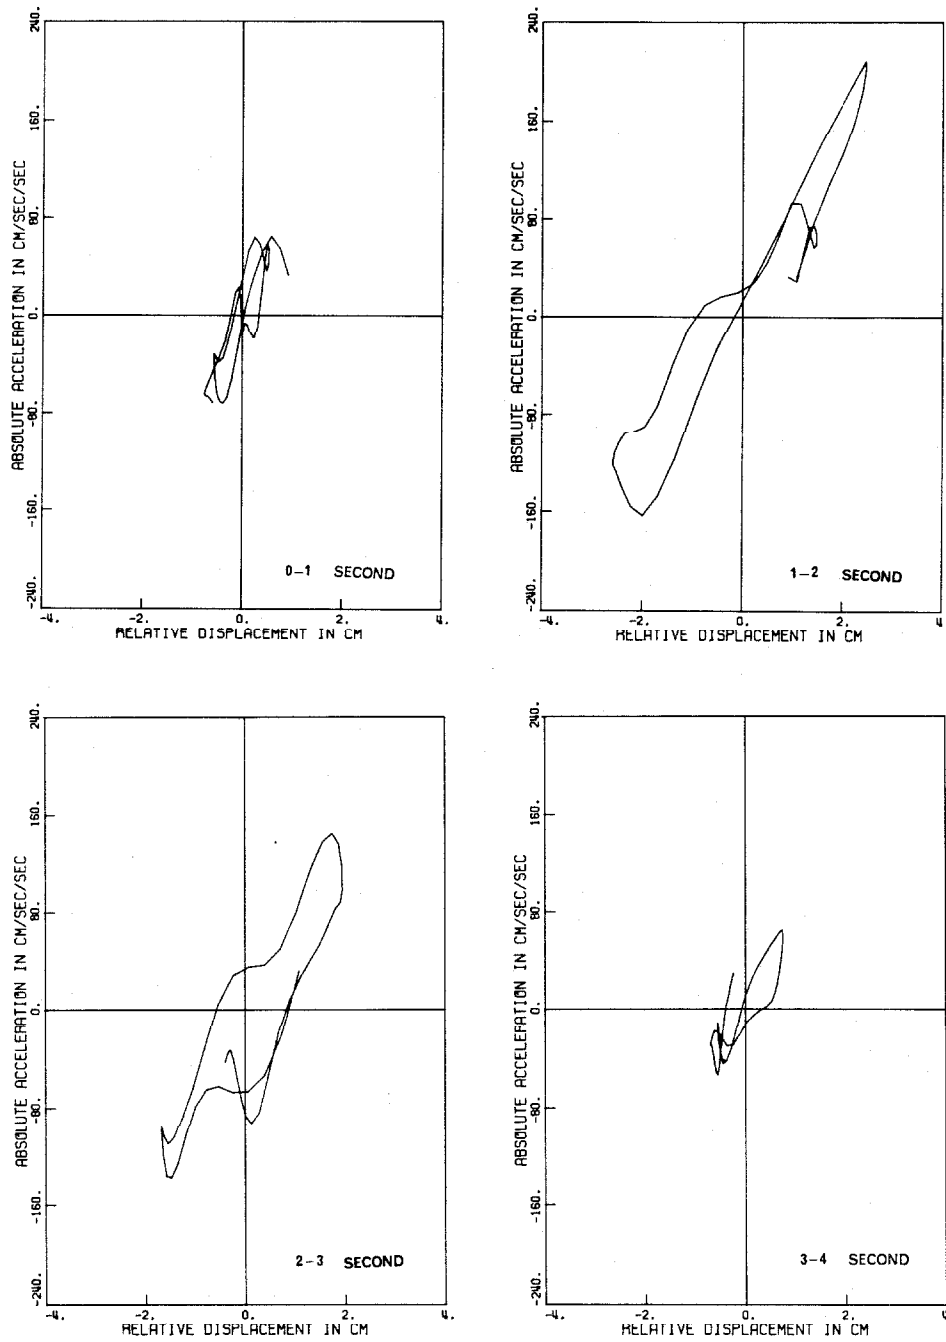 240.
160.
80.
0.
-80.
-160.
-240.
ABSOLUTE ACCELERATION IN CM/SEC/SEC
0-1 SECOND
-4. -2. 0. 2. 4.
RELATIVE DISPLACEMENT IN CM
240.
160.
80.
0.
-80.
-160.
-240.
ABSOLUTE ACCELERATION IN CM/SEC/SEC
1-2 SECOND
-4. -2. 0. 2. 4
RELATIVE DISPLACEMENT IN CM
240.
160.
80.
0.
-80.
-160.
-240.
ABSOLUTE ACCELERATION IN CM/SEC/SEC
2-3 SECOND
-4. -2. 0. 2. 4.
RELATIVE DISPLACEMENT IN CM
240.
160.
80.
0.
-80.
-160.
-240.
ABSOLUTE ACCELERATION IN CM/SEC/SEC
3-4 SECOND
-4. -2. 0. 2. 4.
RELATIVE DISPLACEMENT IN CM